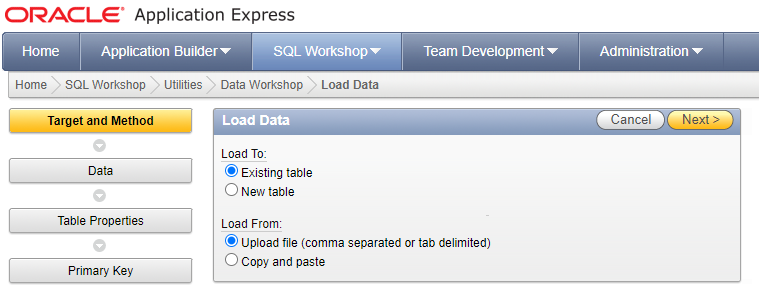 ORACLE Application Express
Home Application Builder SQL Workshop Team Development Administration
Home SQL Workshop Utilities Data Workshop Load Data
Target and Method
Data
Table Properties
Primary Key
Load Data Cancel Next >
Load To:
Existing table
New table
Load From:
Upload file (comma separated or tab delimited)
Copy and paste